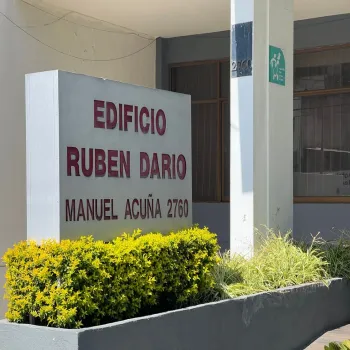 EDIFICIO
RUBEN DARIO
MANUEL ACUÑA 2760